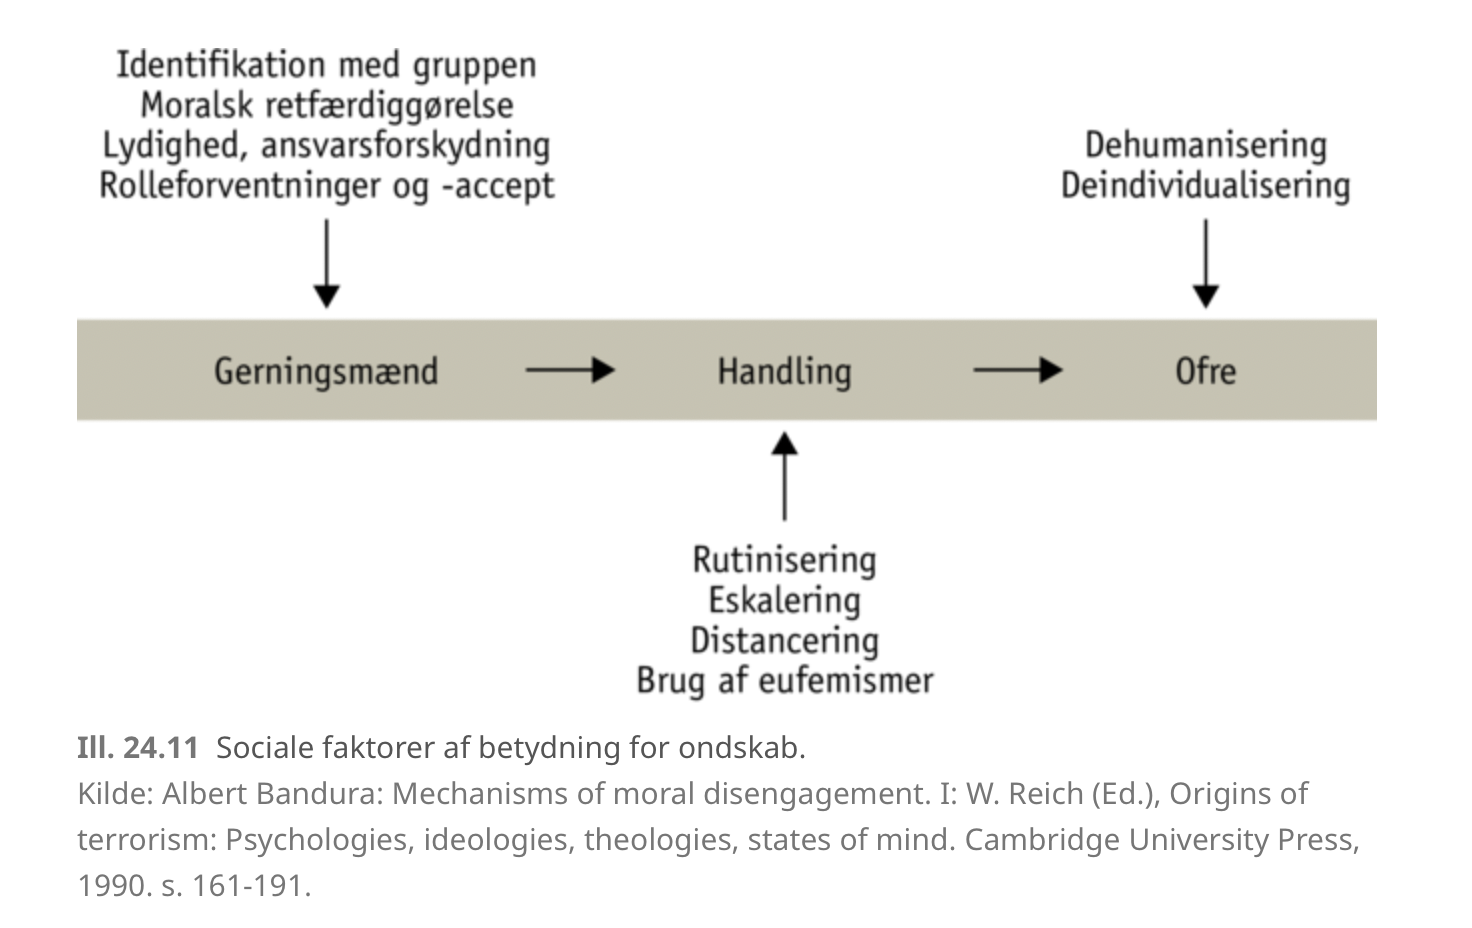 Identifikation med gruppen
Moralsk retfærdiggørelse
Lydighed, ansvarsforskydning
Rolleforventninger og -accept
Dehumanisering
Deindividualisering
Gerningsmænd
Handling
Ofre
Rutinisering
Eskalering
Distancering
Brug af eufemismer
Ill. 24.11 Sociale faktorer af betydning for ondskab.
Kilde: Albert Bandura: Mechanisms of moral disengagement. I: W. Reich (Ed.), Origins of
terrorism: Psychologies, ideologies, theologies, states of mind. Cambridge University Press,
1990. s. 161-191.